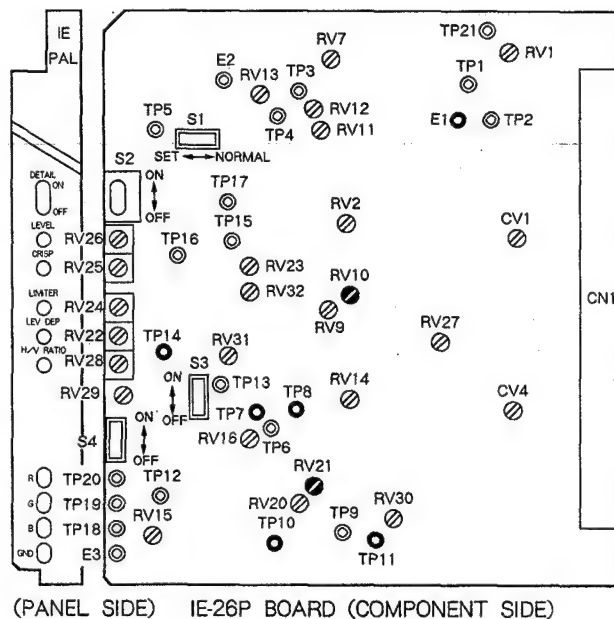 IE
PAL
TP21
RV7
RV1
E2
RV13
TP3
TP1
TP5
S1
RV12
TP4
RV11
E1
TP2
SET
NORMAL
S2
DETAIL
ON
OFF
ON
OFF
TP17
RV2
CV1
LEVEL
RV26
TP15
TP16
CRISP
RV25
RV23
RV10
CN1
LIMITER
RV24
RV32
RV9
LEV DEP
RV22
RV27
H/V RATIO
RV28
TP14
RV31
S3
RV29
ON
OFF
TP13
TP8
RV14
CV4
TP7
S4
ON
OFF
RV16
TP6
R
TP20
TP12
RV21
G
TP19
RV20
RV30
B
TP18
RV15
TP9
GND
E3
TP10
TP11
(PANEL SIDE) IE-26P BOARD (COMPONENT SIDE)